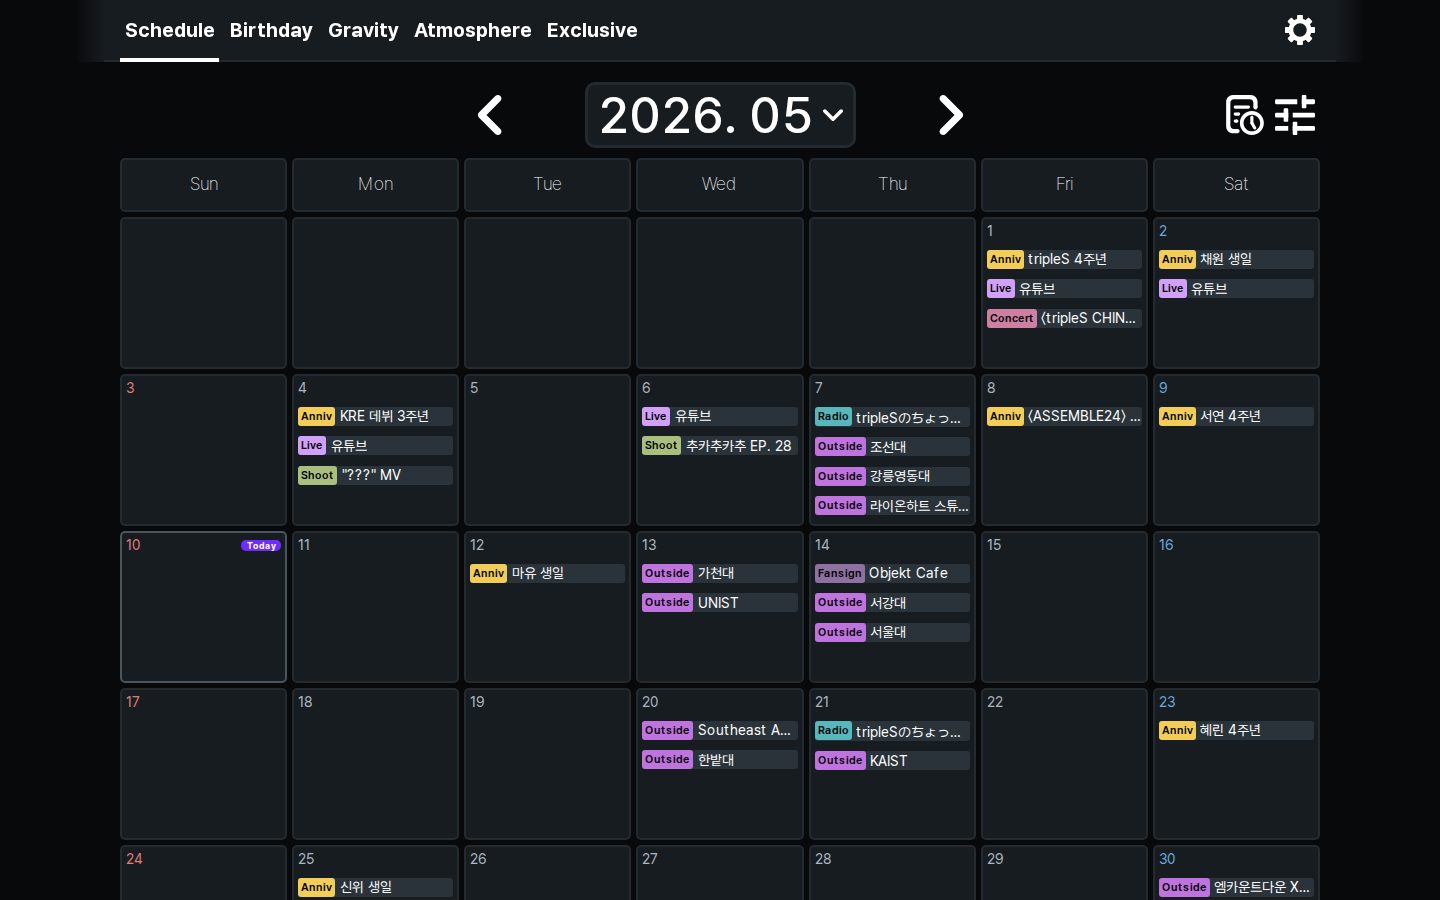 Schedule Birthday Gravity Atmosphere Exclusive
2026. 05
Sun Mon Tue Wed Thu Fri Sat
1
Anniv tripleS 4주년
Live 유튜브
Concert 〈tripleS CHIN...
2
Anniv 채원 생일
Live 유튜브
3
4
Anniv KRE 데뷔 3주년
Live 유튜브
Shoot "???" MV
5
6
Live 유튜브
Shoot 추카추카추 EP. 28
7
Radio tripleSのちょっ...
Outside 조선대
Outside 강릉영동대
Outside 라이온하트 스튜...
8
Anniv 〈ASSEMBLE24〉 ...
9
Anniv 서연 4주년
10 Today
11
12
Anniv 마유 생일
13
Outside 가천대
Outside UNIST
14
Fansign Objekt Cafe
Outside 서강대
Outside 서울대
15
16
17
18
19
20
Outside Southeast A...
Outside 한밭대
21
Radio tripleSのちょっ...
Outside KAIST
22
23
Anniv 혜린 4주년
24
25
Anniv 신위 생일
26
27
28
29
30
Outside 엠카운트다운 X...